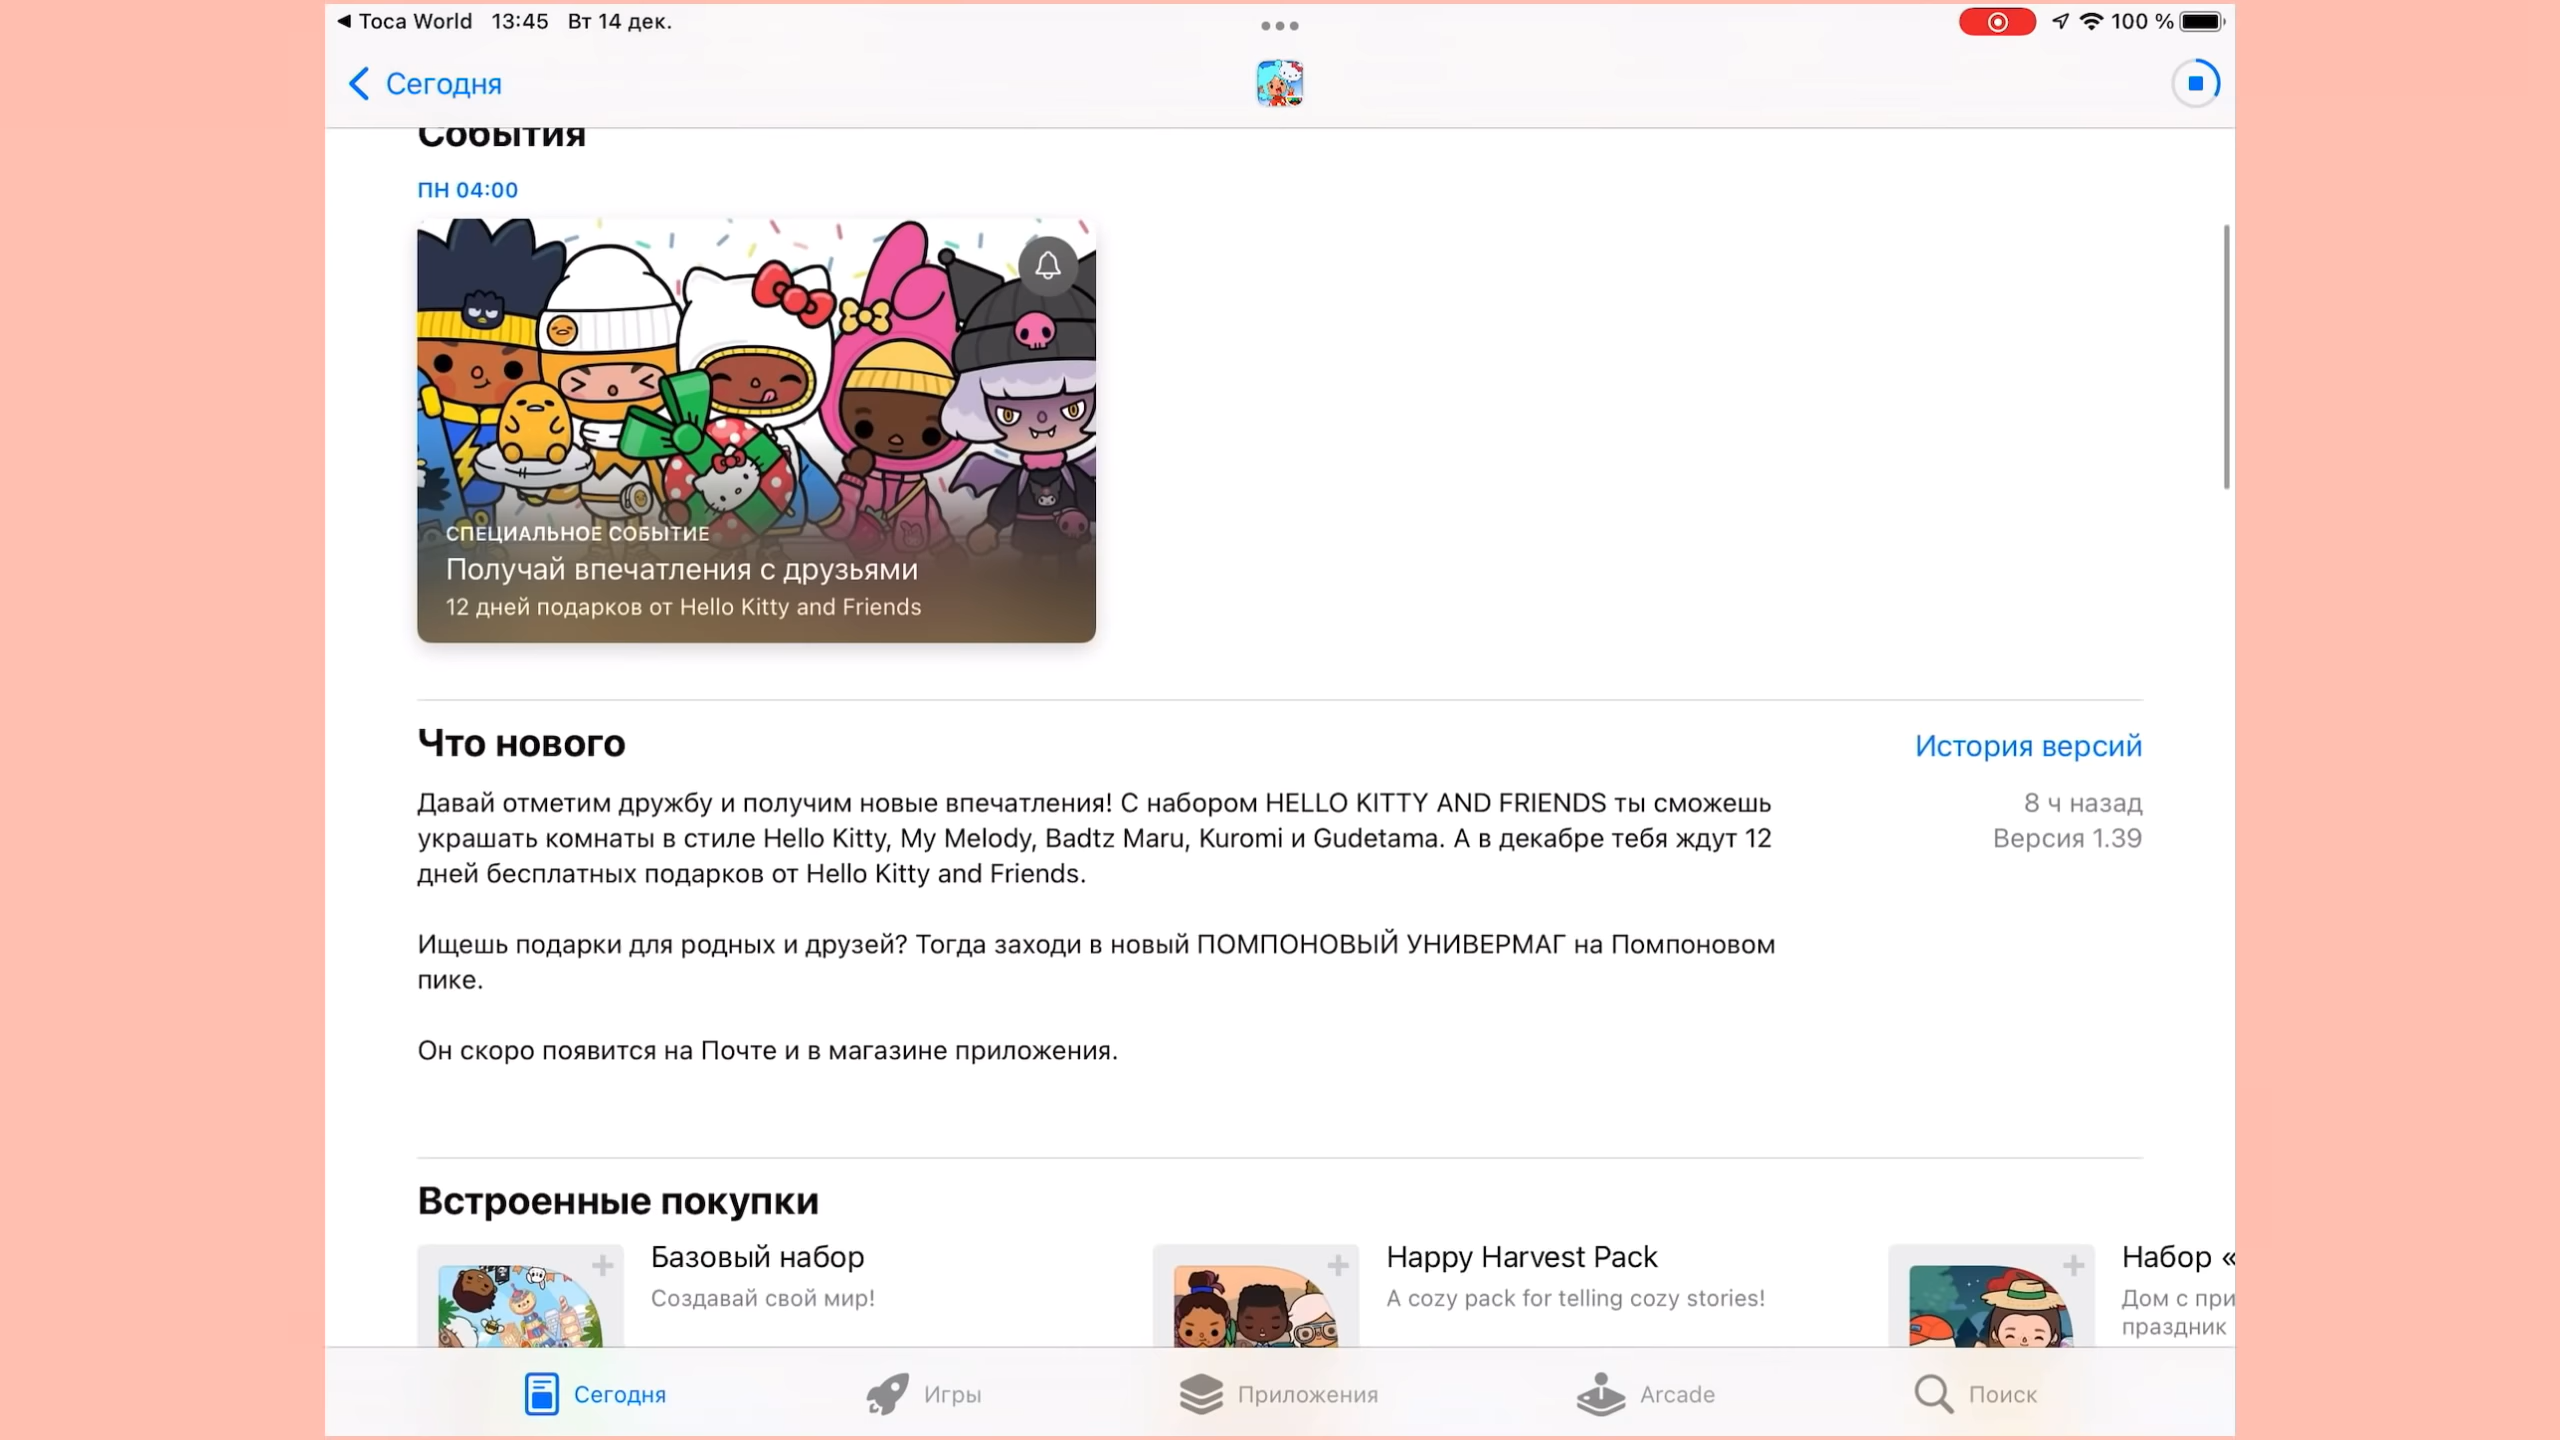 Toca World 13:45 Вт 14 дек.
100 %
Сегодня
События
ПН 04:00
СПЕЦИАЛЬНОЕ СОБЫТИЕ
Получай впечатления с друзьями
12 дней подарков от Hello Kitty and Friends
Что нового
История версий
Давай отметим дружбу и получим новые впечатления! С набором HELLO KITTY AND FRIENDS ты сможешь
украшать комнаты в стиле Hello Kitty, My Melody, Badtz Maru, Kuromi и Gudetama. А в декабре тебя ждут 12
дней бесплатных подарков от Hello Kitty and Friends.
8 ч назад
Версия 1.39
Ищешь подарки для родных и друзей? Тогда заходи в новый ПОМПОНОВЫЙ УНИВЕРМАГ на Помпоновом
пике.
Он скоро появится на Почте и в магазине приложения.
Встроенные покупки
Базовый набор
Создавай свой мир!
Happy Harvest Pack
A cozy pack for telling cozy stories!
Набор «
Дом с при
праздник
Сегодня
Игры
Приложения
Arcade
Поиск